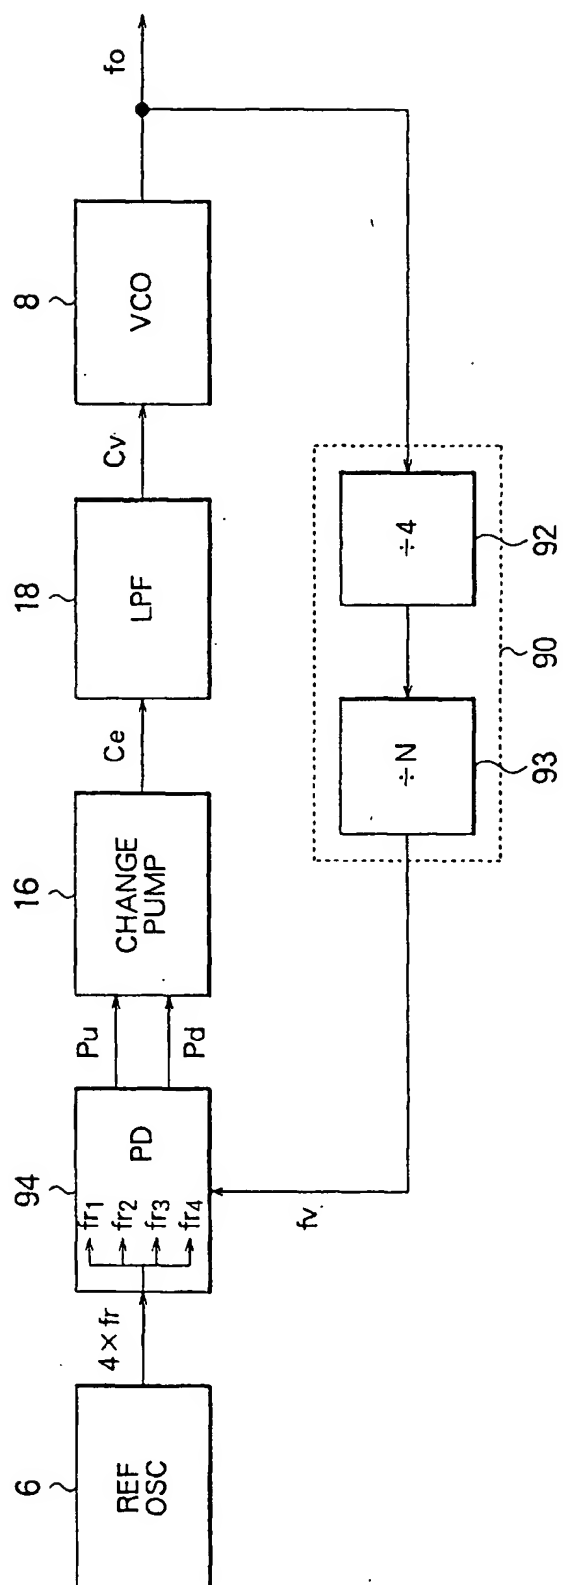 6
REF
OSC
4×fr
94
fr1
fr2
fr3
fr4
PD
Pu
Pd
16
CHANGE
PUMP
Ce
18
LPF
Cv
8
VCO
fo
fv
÷N
93
÷4
92
90